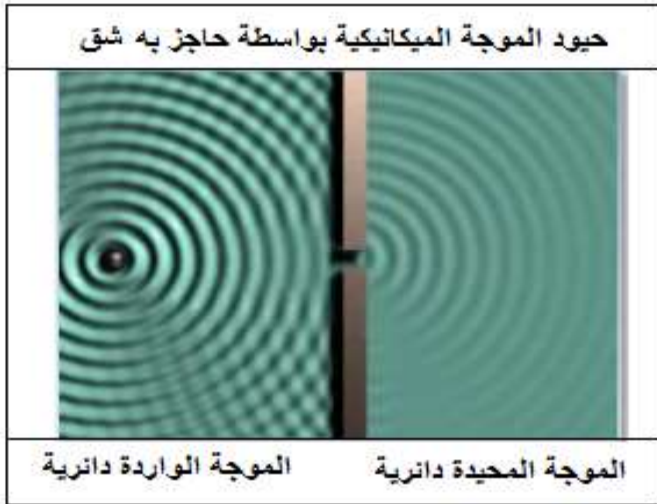 حيود الموجة الميكانيكية بواسطة حاجز به شق
الموجة المحيدة دائرية
الموجة الواردة دائرية